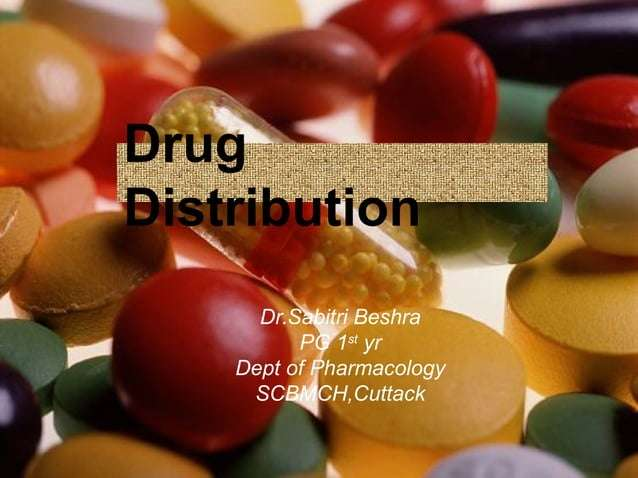 Drug
Distribution
Dr.Sabitri Beshra
PG 1st yr
Dept of Pharmacology
SCBMCH,Cuttack